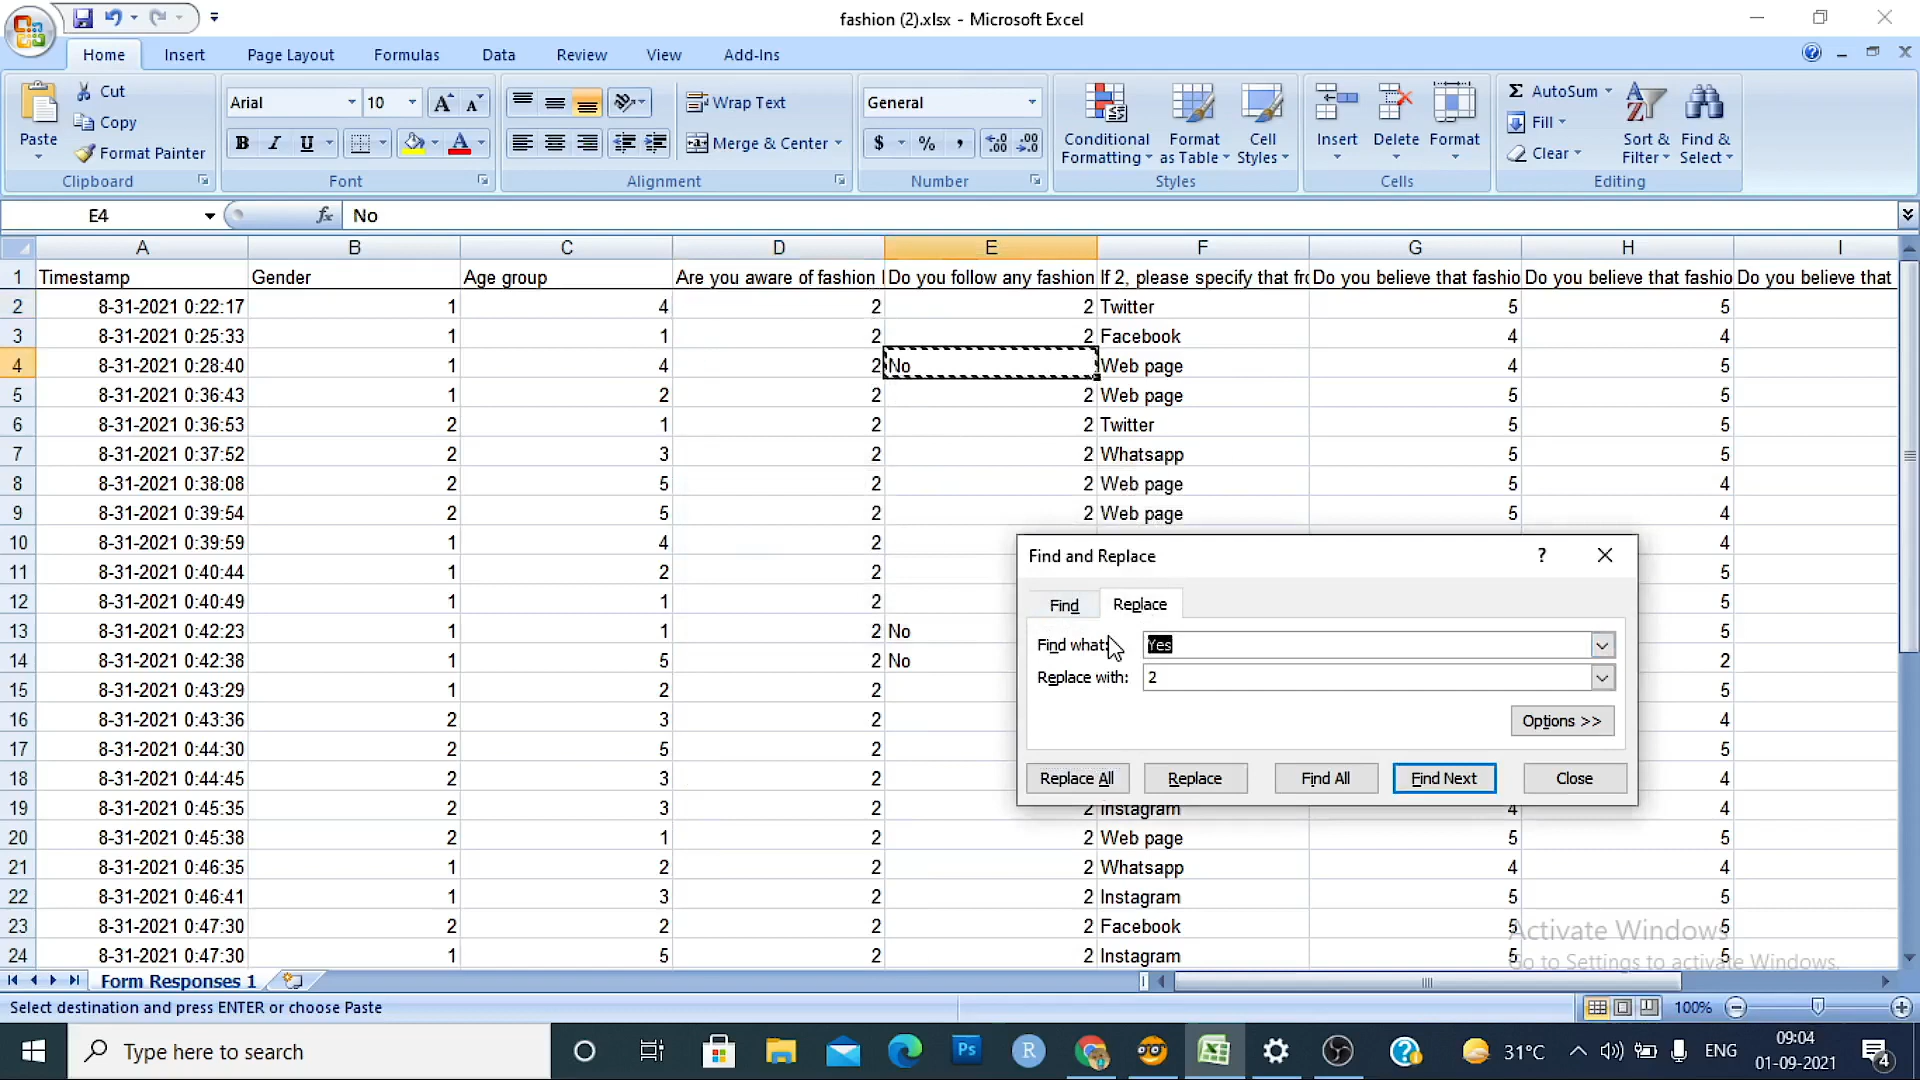 fashion (2).xlsx - Microsoft Excel
Home Insert Page Layout Formulas Data Review View Add-Ins
Paste
Cut
Copy
Format Painter
Clipboard
Arial 10
B I U
Font
Wrap Text
Merge & Center
Alignment
General
$ % ,
Number
Conditional Formatting
Format as Table
Cell Styles
Styles
Insert Delete Format
Cells
Σ AutoSum
Fill
Clear
Sort & Filter
Find & Select
Editing
E4 fx No
A B C D E F G H I
1 Timestamp Gender Age group Are you aware of fashion Do you follow any fashion If 2, please specify that fr Do you believe that fashio Do you believe that fashio Do you believe that
2 8-31-2021 0:22:17 1 4 2 2 Twitter 5 5
3 8-31-2021 0:25:33 1 1 2 2 Facebook 4 4
4 8-31-2021 0:28:40 1 4 2 No Web page 4 5
5 8-31-2021 0:36:43 1 2 2 2 Web page 5 5
6 8-31-2021 0:36:53 2 1 2 2 Twitter 5 5
7 8-31-2021 0:37:52 2 3 2 2 Whatsapp 5 5
8 8-31-2021 0:38:08 2 5 2 2 Web page 5 4
9 8-31-2021 0:39:54 2 5 2 2 Web page 5 4
10 8-31-2021 0:39:59 1 4 2 4
11 8-31-2021 0:40:44 1 2 2 5
12 8-31-2021 0:40:49 1 1 2 5
13 8-31-2021 0:42:23 1 1 2 No 5
14 8-31-2021 0:42:38 1 5 2 No 2
15 8-31-2021 0:43:29 1 2 2 5
16 8-31-2021 0:43:36 2 3 2 4
17 8-31-2021 0:44:30 2 5 2 5
18 8-31-2021 0:44:45 2 3 2 4
19 8-31-2021 0:45:35 2 3 2 2 Instagram 4 4
20 8-31-2021 0:45:38 2 1 2 2 Web page 5 5
21 8-31-2021 0:46:35 1 2 2 2 Whatsapp 4 4
22 8-31-2021 0:46:41 1 3 2 2 Instagram 5 5
23 8-31-2021 0:47:30 2 2 2 2 Facebook 5 5
24 8-31-2021 0:47:30 1 5 2 2 Instagram 5 5
Find and Replace ?
Find Replace
Find what: Yes
Replace with: 2
Options >>
Replace All Replace Find All Find Next Close
Activate Windows
Go to Settings to activate Windows.
Form Responses 1
Select destination and press ENTER or choose Paste 100%
Type here to search
Ps
R
31°C
ENG
09:04
01-09-2021
4